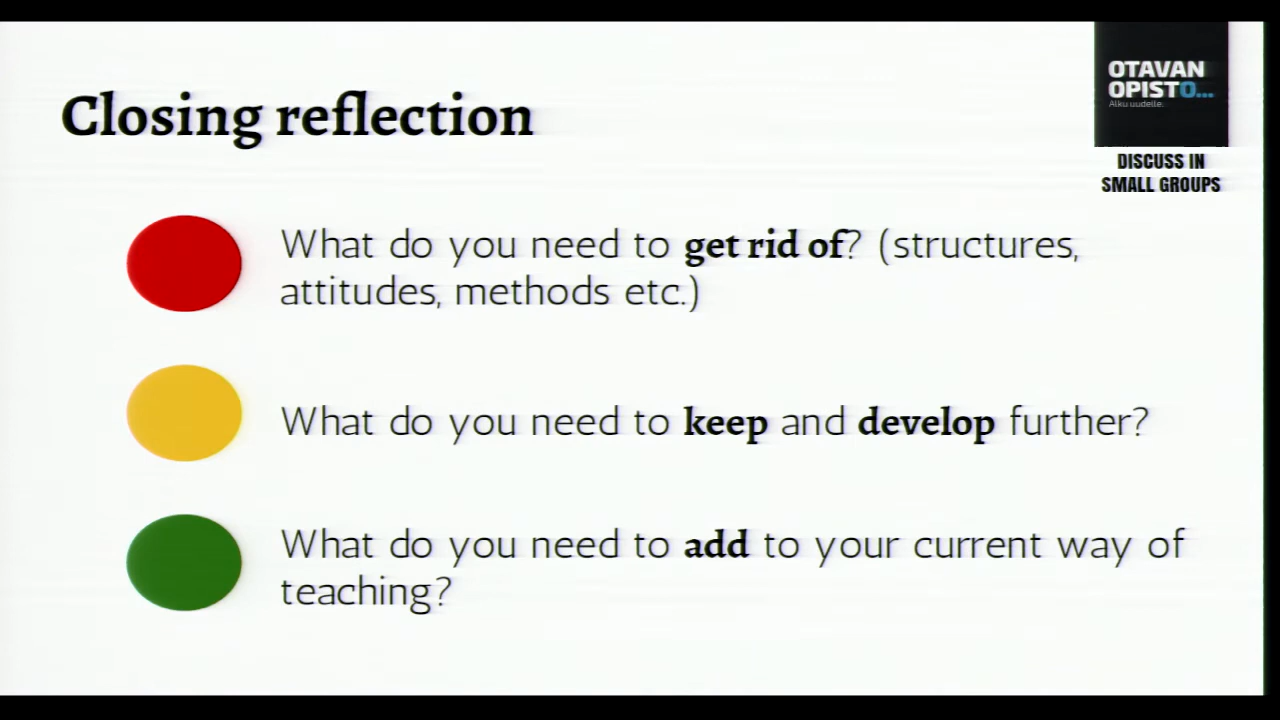 Closing reflection
OTAVAN
OPISTO...
Alku uudelle.
DISCUSS IN
SMALL GROUPS
What do you need to get rid of? (structures,
attitudes, methods etc.)
What do you need to keep and develop further?
What do you need to add to your current way of
teaching?